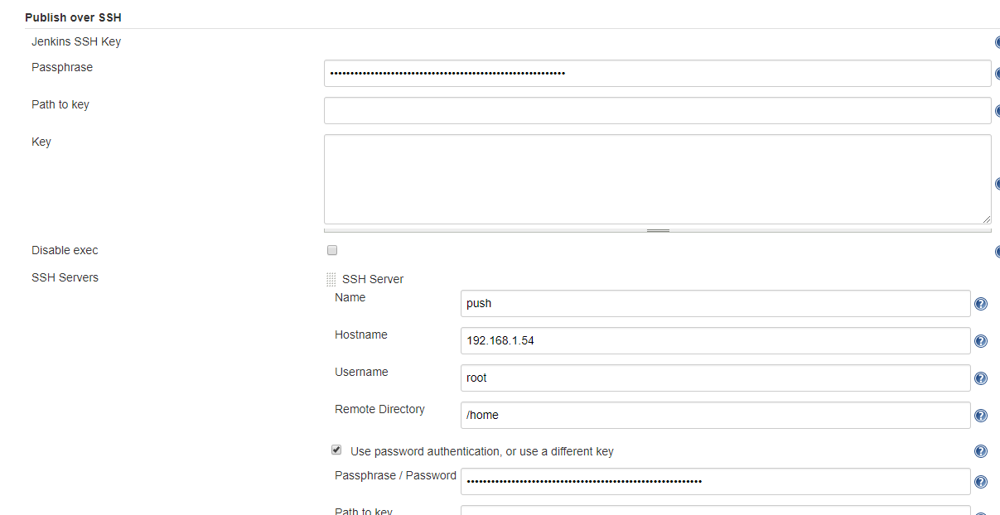 Publish over SSH
Jenkins SSH Key
Passphrase ••••••••••••••••••••••••••••••••••••••••••••••••••••••••••
Path to key
Key
Disable exec
SSH Servers
SSH Server
Name push
Hostname 192.168.1.54
Username root
Remote Directory /home
Use password authentication, or use a different key
Passphrase / Password ••••••••••••••••••••••••••••••••••••••••••••••••••••••••••
Path to key